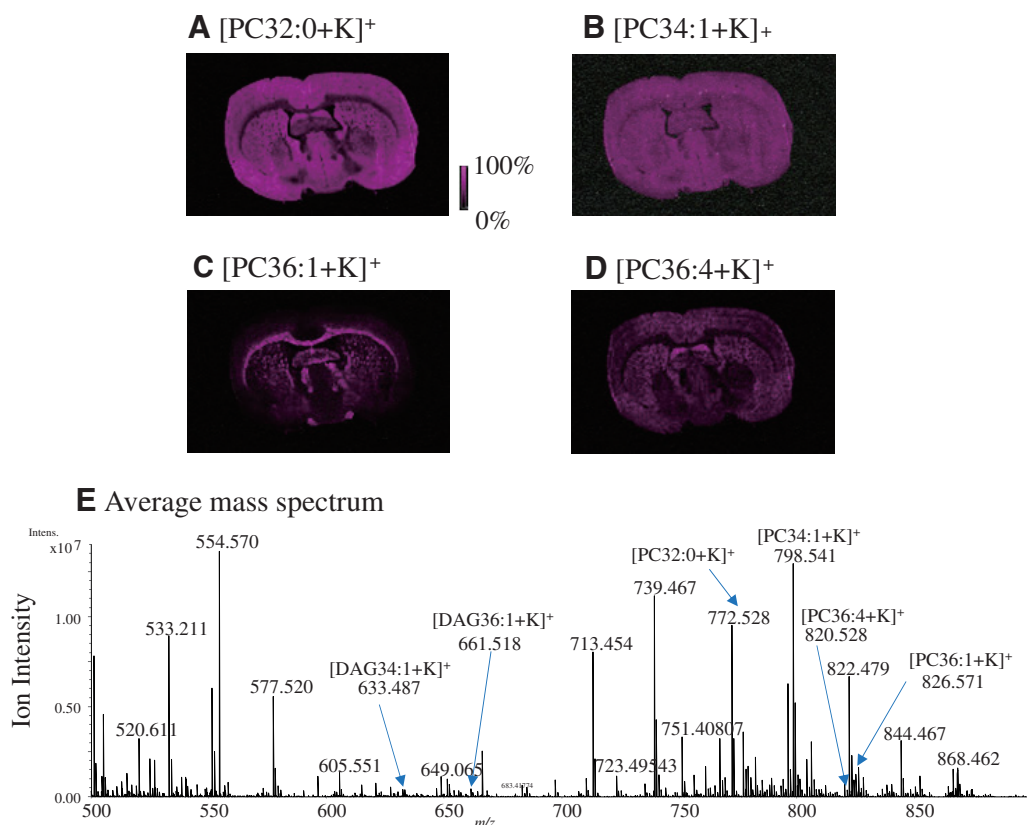 A [PC32:0+K]+
B [PC34:1+K]+
100%
0%
C [PC36:1+K]+
D [PC36:4+K]+
E Average mass spectrum
Intens.
x10⁷
Ion Intensity
1.00
0.50
0.00
554.570
533.211
520.611
577.520
605.551
[DAG34:1+K]+
633.487
649.065
[DAG36:1+K]+
661.518
683.41774
713.454
723.49543
739.467
751.40807
[PC32:0+K]+
772.528
[PC34:1+K]+
798.541
[PC36:4+K]+
820.528
822.479
[PC36:1+K]+
826.571
844.467
868.462
500 550 600 650 700 750 800 850
m/z